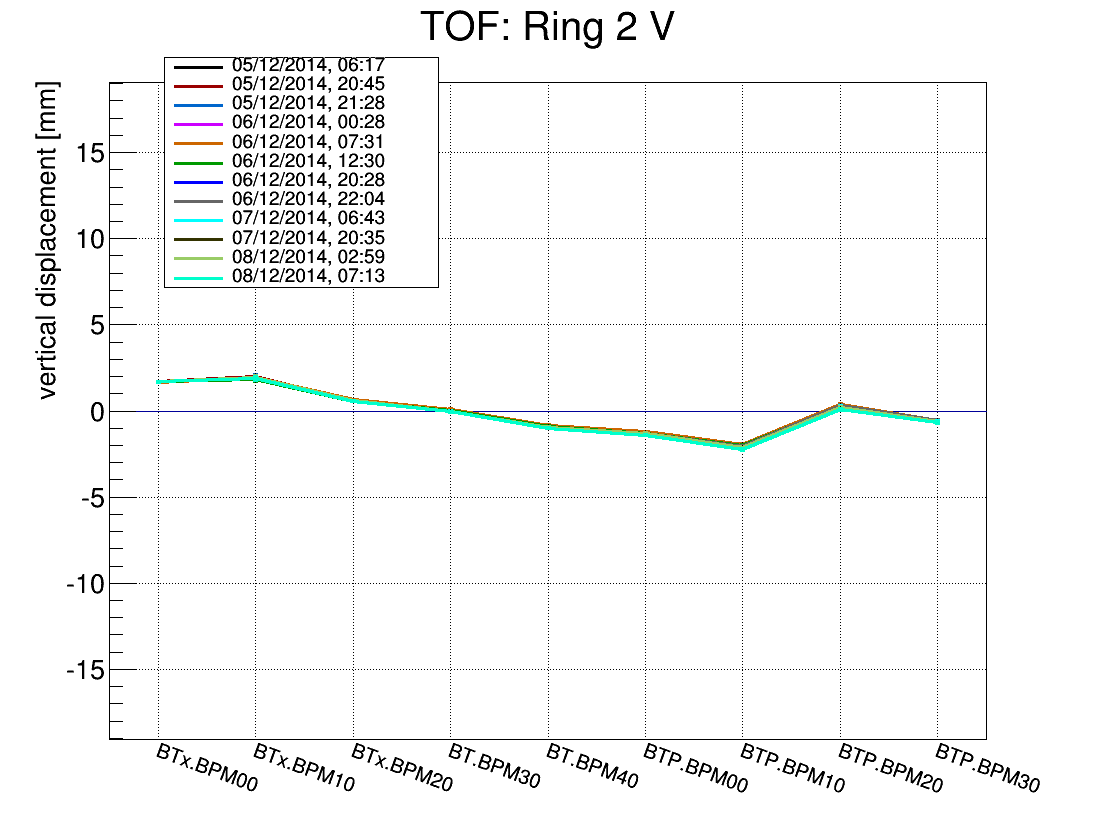 TOF: Ring 2 V
vertical displacement [mm]
05/12/2014, 06:17
05/12/2014, 20:45
05/12/2014, 21:28
06/12/2014, 00:28
06/12/2014, 07:31
06/12/2014, 12:30
06/12/2014, 20:28
06/12/2014, 22:04
07/12/2014, 06:43
07/12/2014, 20:35
08/12/2014, 02:59
08/12/2014, 07:13
15
10
5
0
-5
-10
-15
BTx.BPM00
BTx.BPM10
BTx.BPM20
BT.BPM30
BT.BPM40
BTP.BPM00
BTP.BPM10
BTP.BPM20
BTP.BPM30